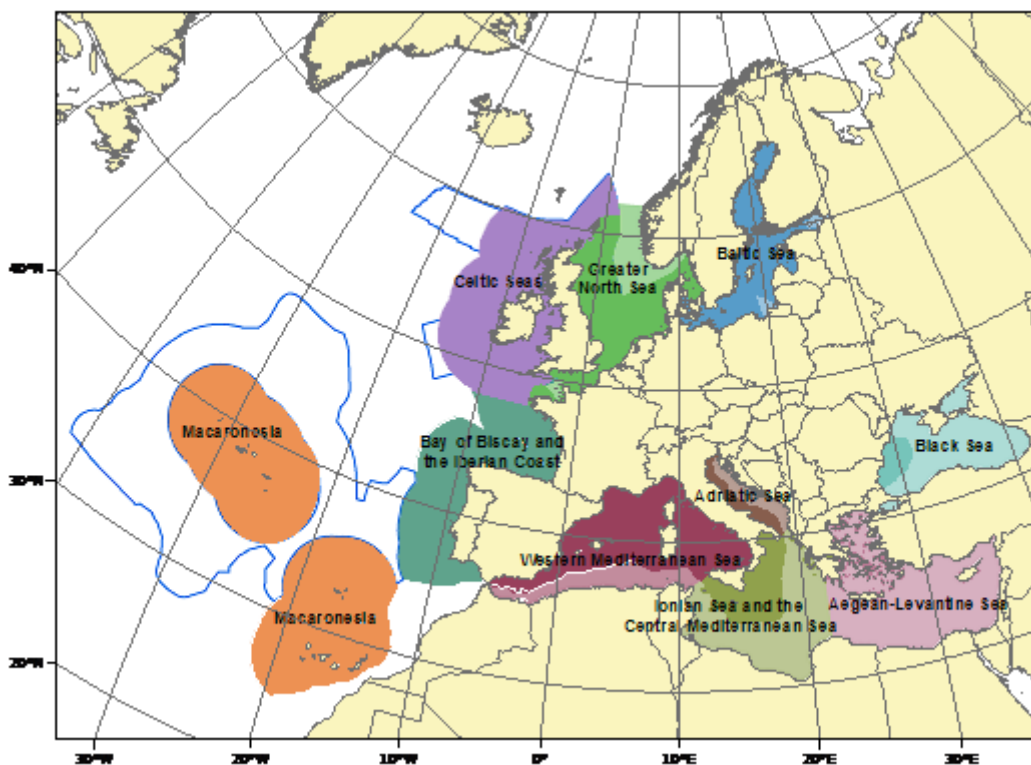 Baltic Sea
Celtic Seas
Greater
North Sea
Macaronesia
Bay of Biscay and
the Iberian Coast
Black Sea
Adriatic Sea
Western Mediterranean Sea
Ionian Sea and the
Central Mediterranean Sea
Aegean-Levantine Sea
Macaronesia
40°W
30°W
20°W
30°W
20°W
10°W
0°
10°E
20°E
30°E